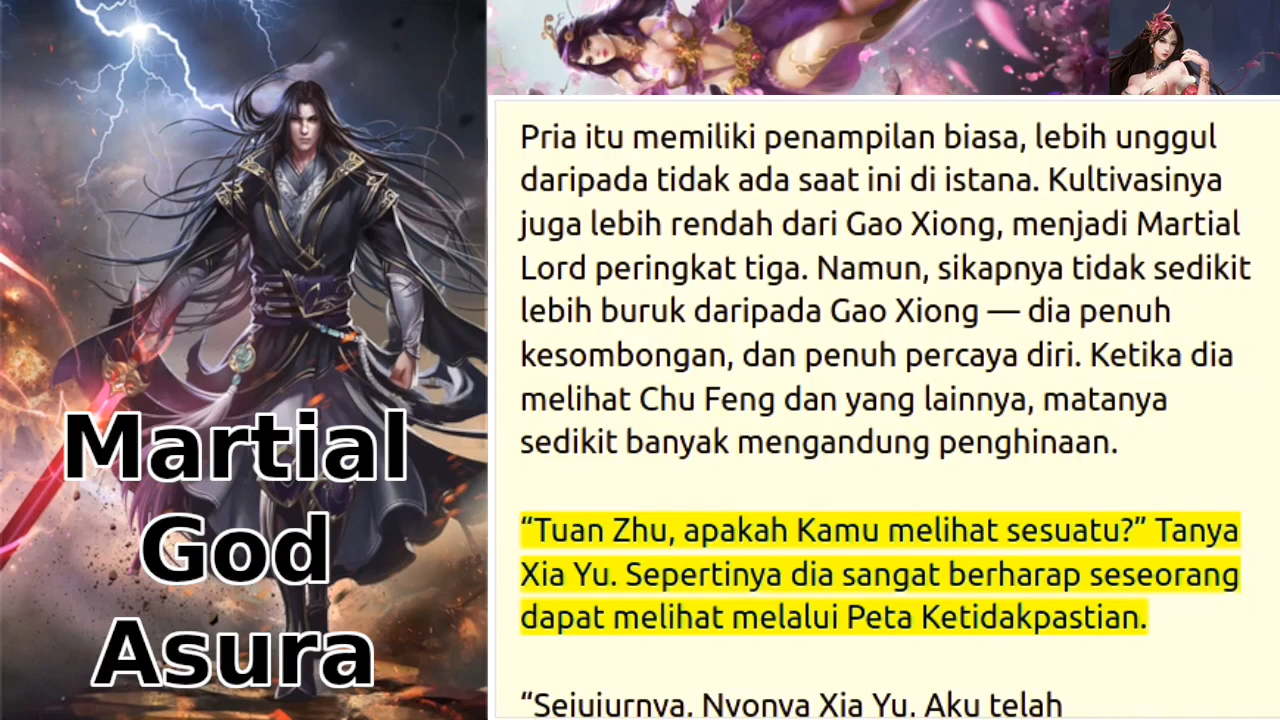 Martial
God
Asura
Pria itu memiliki penampilan biasa, lebih unggul
daripada tidak ada saat ini di istana. Kultivasinya
juga lebih rendah dari Gao Xiong, menjadi Martial
Lord peringkat tiga. Namun, sikapnya tidak sedikit
lebih buruk daripada Gao Xiong — dia penuh
kesombongan, dan penuh percaya diri. Ketika dia
melihat Chu Feng dan yang lainnya, matanya
sedikit banyak mengandung penghinaan.
“Tuan Zhu, apakah Kamu melihat sesuatu?” Tanya
Xia Yu. Sepertinya dia sangat berharap seseorang
dapat melihat melalui Peta Ketidakpastian.
“Sejujurnya, Nyonya Xia Yu, Aku telah